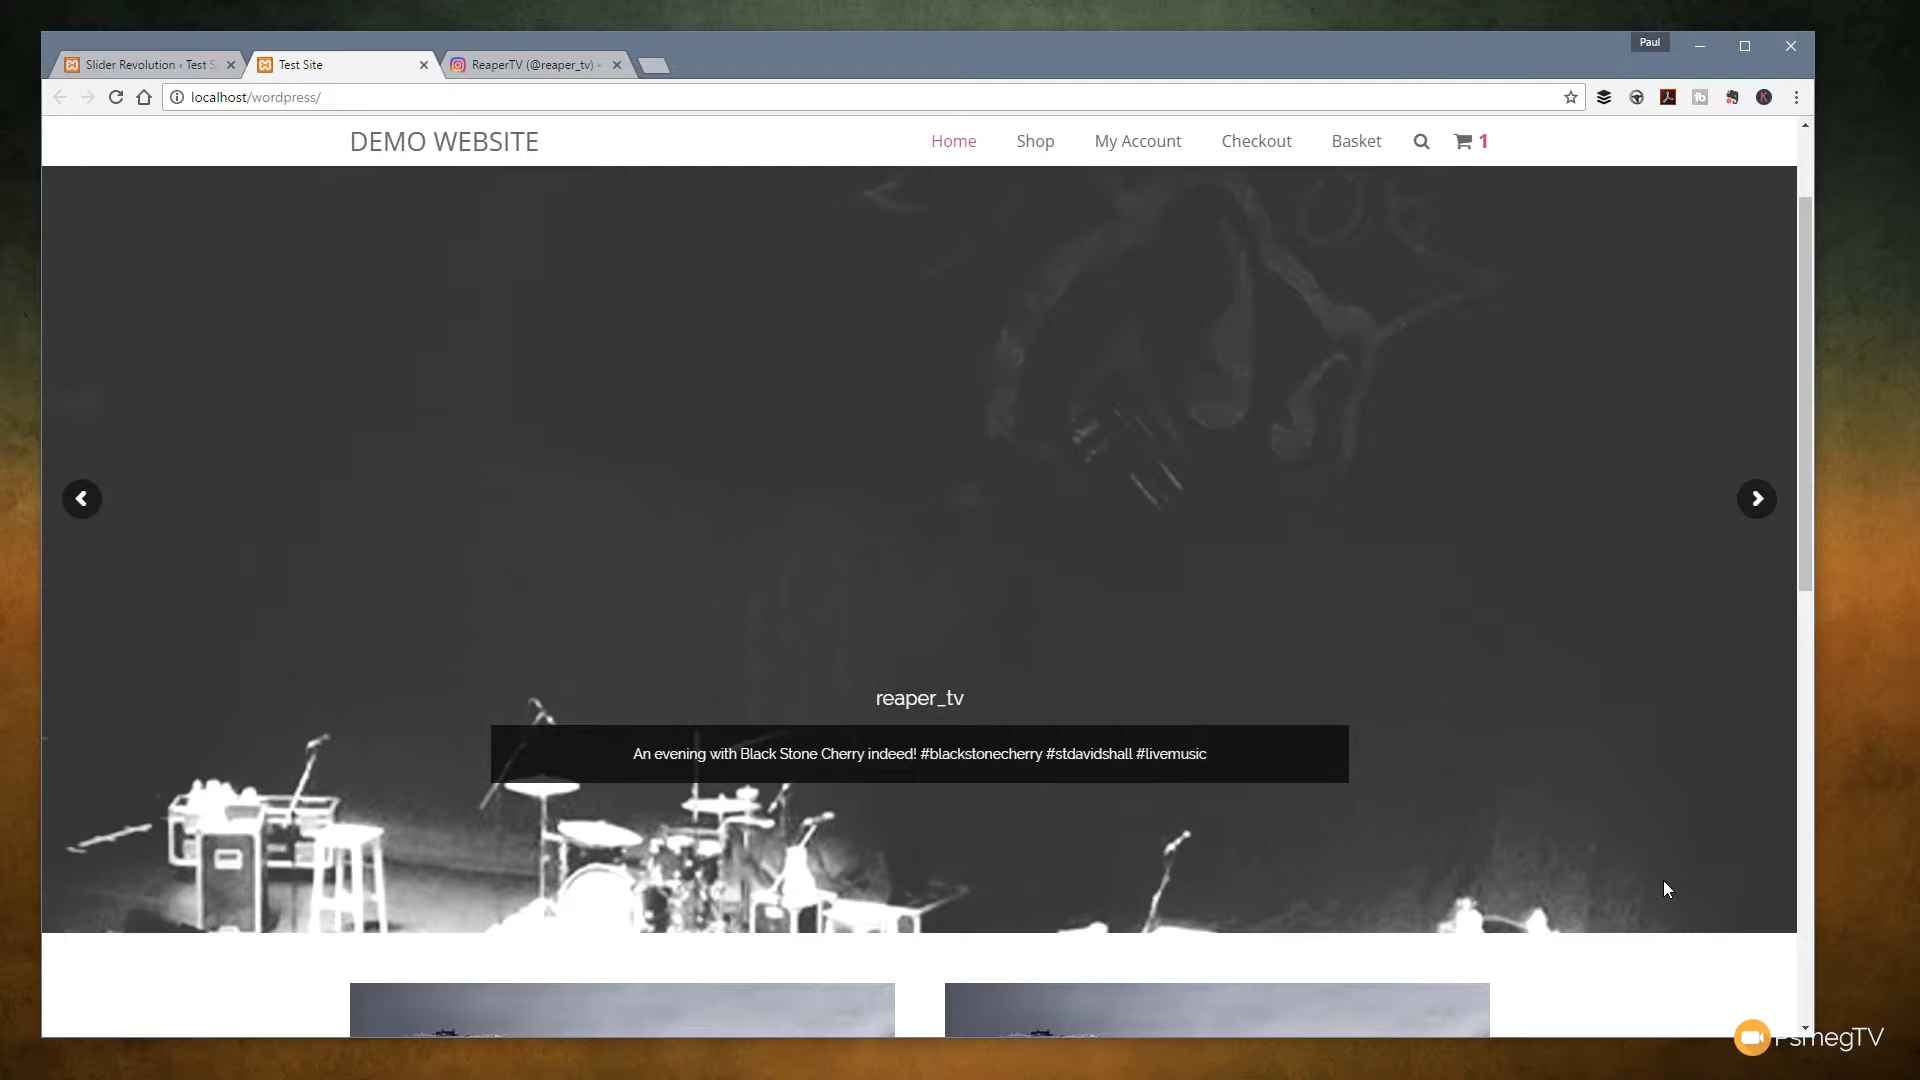 Paul
Slider Revolution ‹ Test S
Test Site
ReaperTV (@reaper_tv) •
localhost/wordpress/
DEMO WEBSITE
Home
Shop
My Account
Checkout
Basket
1
reaper_tv
An evening with Black Stone Cherry indeed! #blackstonecherry #stdavidshall #livemusic
PsmegTV